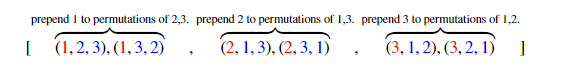 prepend 1 to permutations of 2,3. prepend 2 to permutations of 1,3. prepend 3 to permutations of 1,2.
[ (1, 2, 3), (1, 3, 2) , (2, 1, 3), (2, 3, 1) , (3, 1, 2), (3, 2, 1) ]